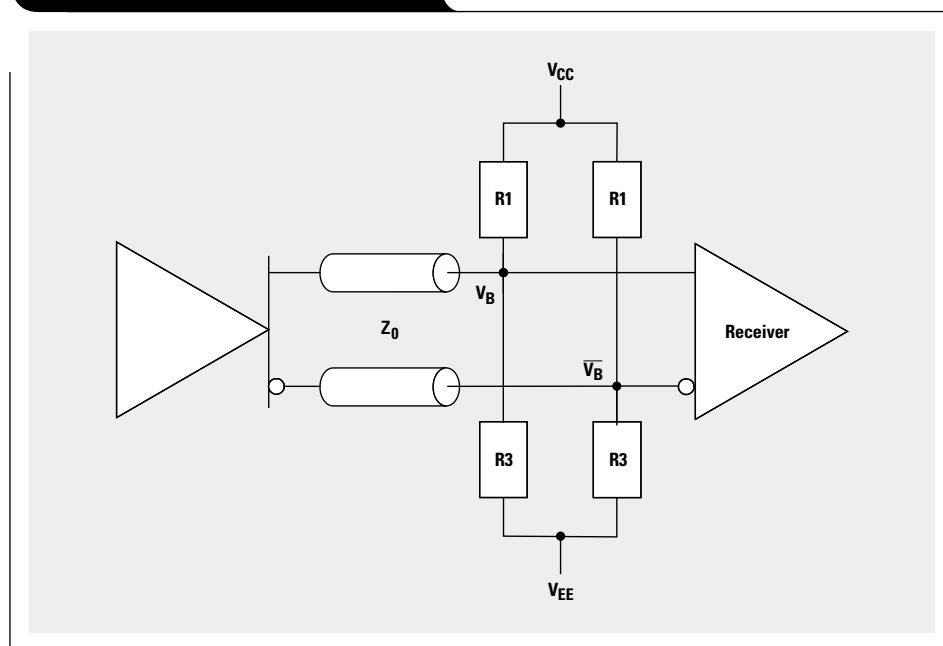 V_CC
R1 R1
V_B
Z_0
V̅_B̅
Receiver
R3 R3
V_EE